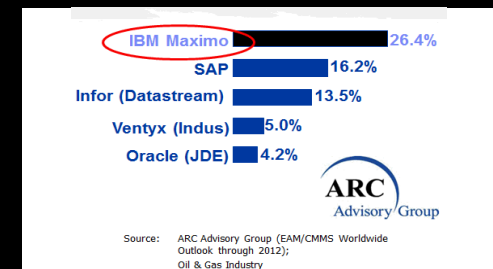 IBM Maximo 26.4%
SAP 16.2%
Infor (Datastream) 13.5%
Ventyx (Indus) 5.0%
Oracle (JDE) 4.2%
ARC
Advisory Group
Source: ARC Advisory Group (EAM/CMMS Worldwide
Outlook through 2012);
Oil & Gas Industry